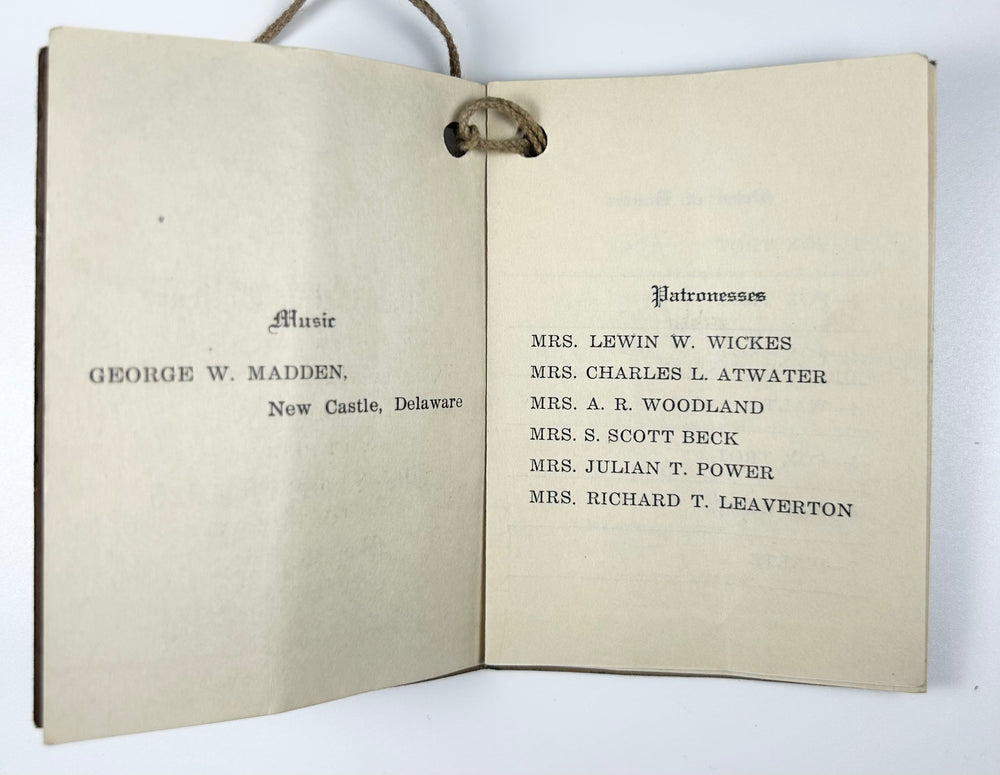 Music
GEORGE W. MADDEN,
New Castle, Delaware
Patronesses
MRS. LEWIN W. WICKES
MRS. CHARLES L. ATWATER
MRS. A. R. WOODLAND
MRS. S. SCOTT BECK
MRS. JULIAN T. POWER
MRS. RICHARD T. LEAVERTON